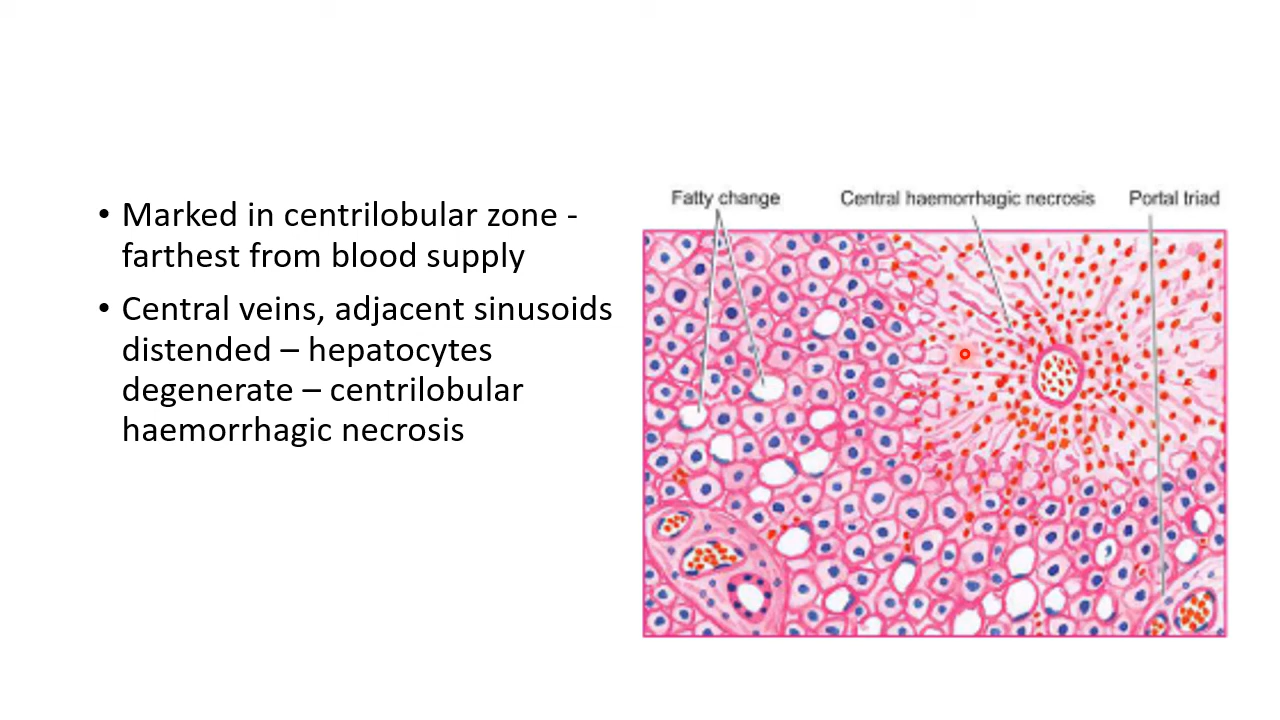 • Marked in centrilobular zone -
farthest from blood supply
• Central veins, adjacent sinusoids
distended – hepatocytes
degenerate – centrilobular
haemorrhagic necrosis
Fatty change
Central haemorrhagic necrosis
Portal triad